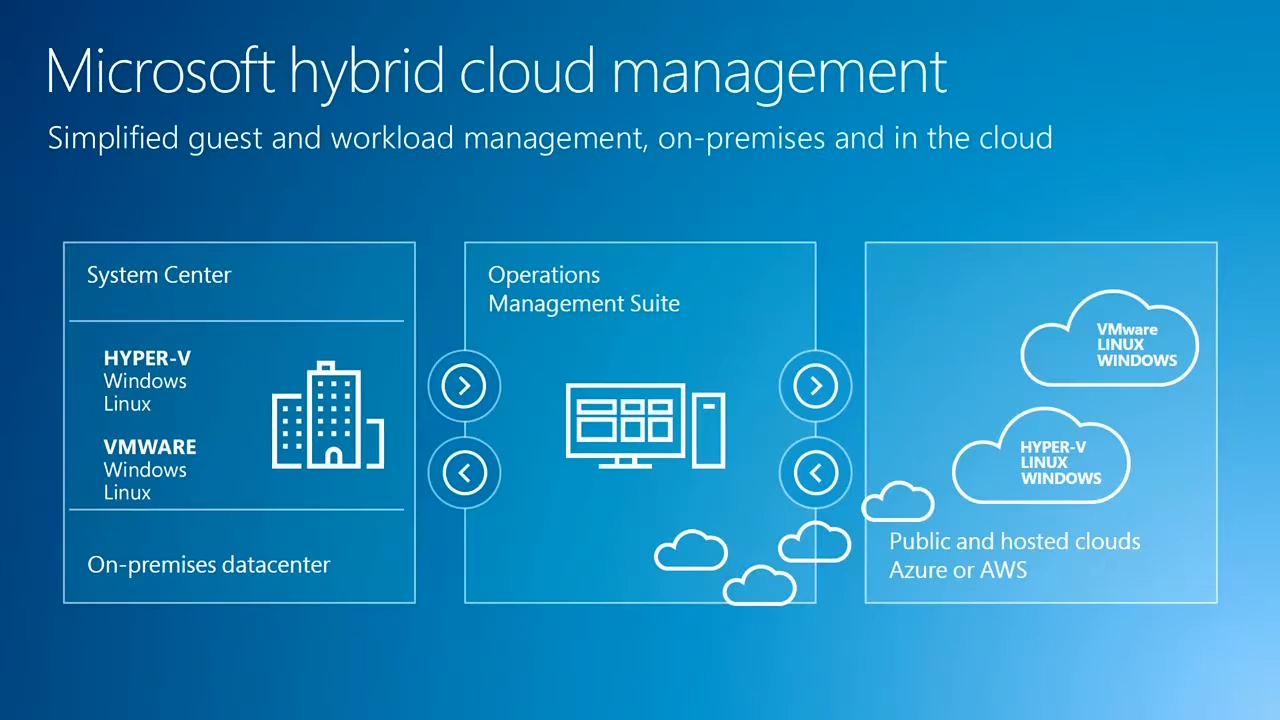 Microsoft hybrid cloud management
Simplified guest and workload management, on-premises and in the cloud
System Center
HYPER-V
Windows
Linux
VMWARE
Windows
Linux
On-premises datacenter
Operations
Management Suite
VMware
LINUX
WINDOWS
HYPER-V
LINUX
WINDOWS
Public and hosted clouds
Azure or AWS